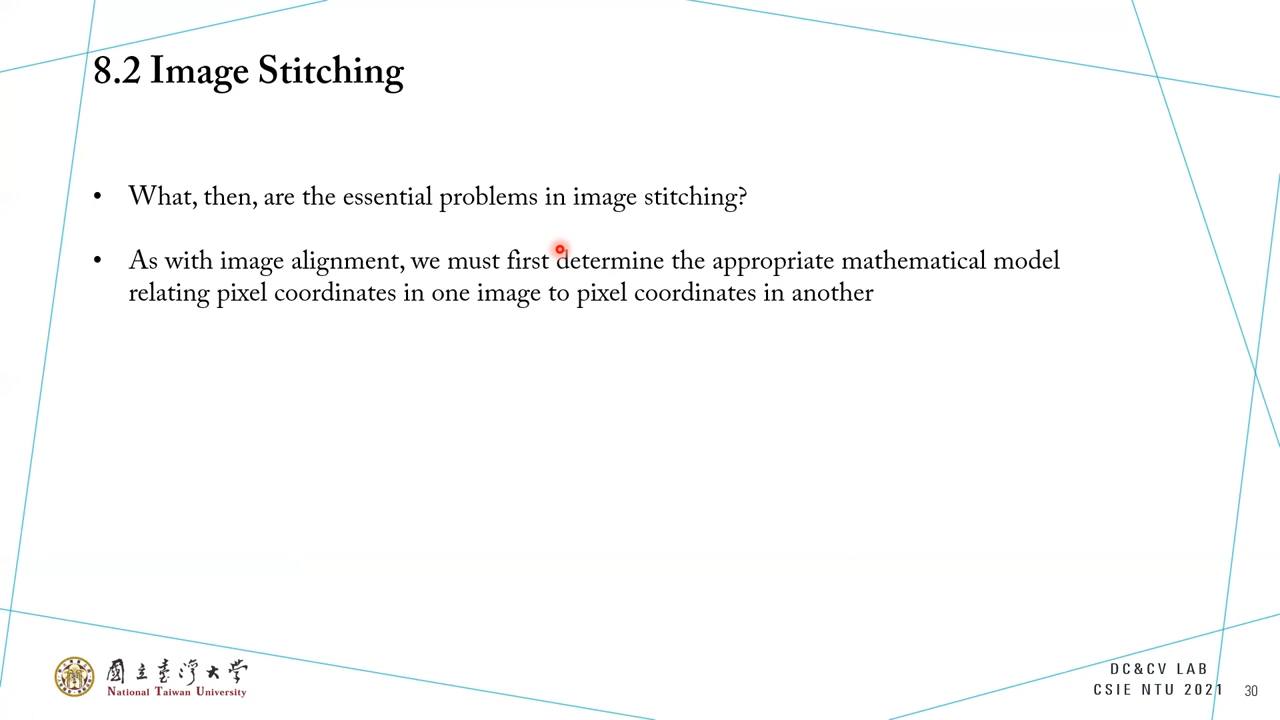 8.2 Image Stitching
• What, then, are the essential problems in image stitching?
• As with image alignment, we must first determine the appropriate mathematical model
relating pixel coordinates in one image to pixel coordinates in another
國立臺灣大學
National Taiwan University
DC&CV LAB
CSIE NTU 2021
30